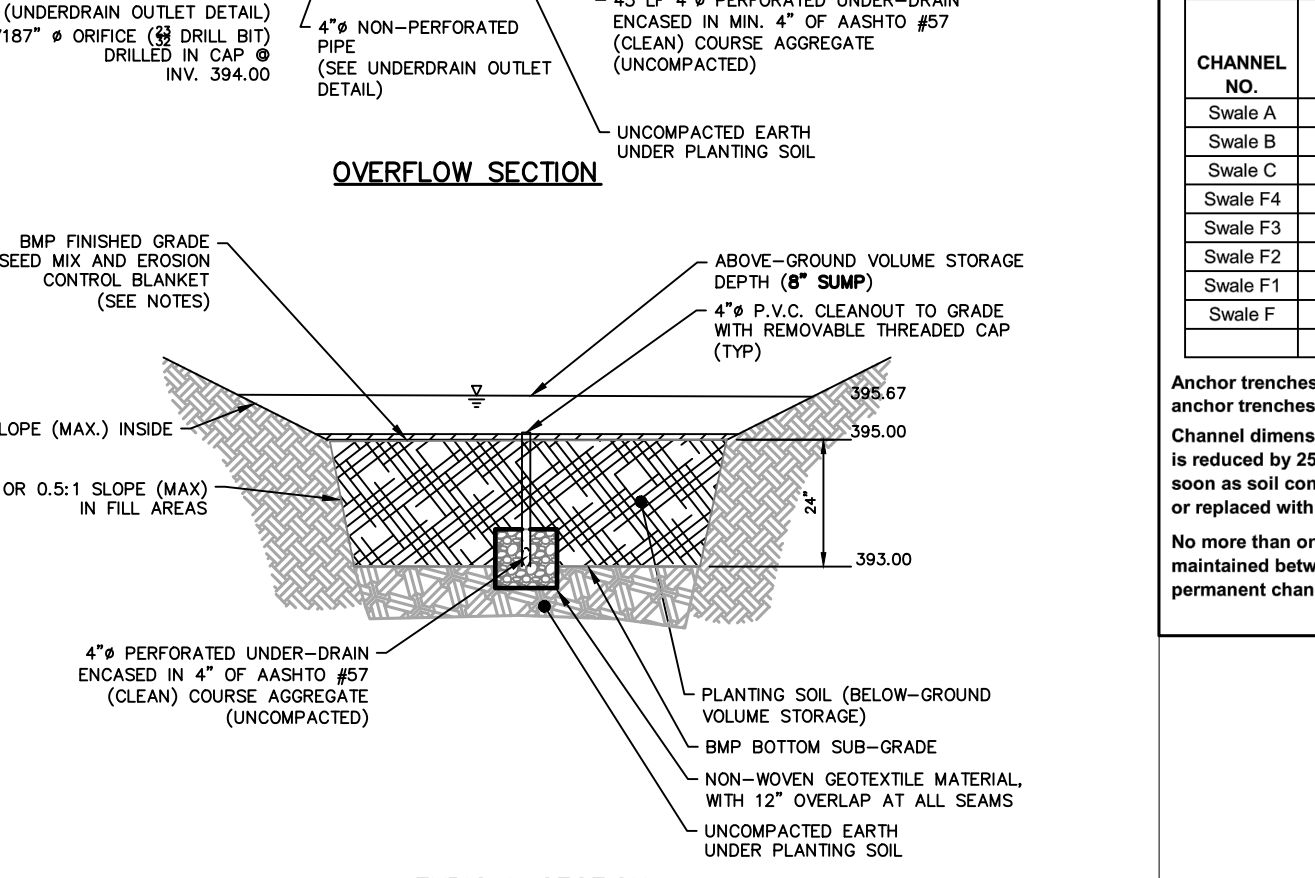 (UNDERDRAIN OUTLET DETAIL)
187" ø ORIFICE (23/32 DRILL BIT)
DRILLED IN CAP @
INV. 394.00
4"ø NON-PERFORATED
PIPE
(SEE UNDERDRAIN OUTLET
DETAIL)
45 LF 4"ø PERFORATED UNDER-DRAIN
ENCASED IN MIN. 4" OF AASHTO #57
(CLEAN) COURSE AGGREGATE
(UNCOMPACTED)
UNCOMPACTED EARTH
UNDER PLANTING SOIL
OVERFLOW SECTION
BMP FINISHED GRADE
SEED MIX AND EROSION
CONTROL BLANKET
(SEE NOTES)
ABOVE-GROUND VOLUME STORAGE
DEPTH (8" SUMP)
4"ø P.V.C. CLEANOUT TO GRADE
WITH REMOVABLE THREADED CAP
(TYP)
395.67
LOPE (MAX.) INSIDE
395.00
OR 0.5:1 SLOPE (MAX)
IN FILL AREAS
24"
393.00
4"ø PERFORATED UNDER-DRAIN
ENCASED IN 4" OF AASHTO #57
(CLEAN) COURSE AGGREGATE
(UNCOMPACTED)
PLANTING SOIL (BELOW-GROUND
VOLUME STORAGE)
BMP BOTTOM SUB-GRADE
NON-WOVEN GEOTEXTILE MATERIAL,
WITH 12" OVERLAP AT ALL SEAMS
UNCOMPACTED EARTH
UNDER PLANTING SOIL
CHANNEL
NO.
Swale A
Swale B
Swale C
Swale F4
Swale F3
Swale F2
Swale F1
Swale F
Anchor trenches
anchor trenches
Channel dimens
is reduced by 25
soon as soil con
or replaced with
No more than or
maintained betw
permanent chan